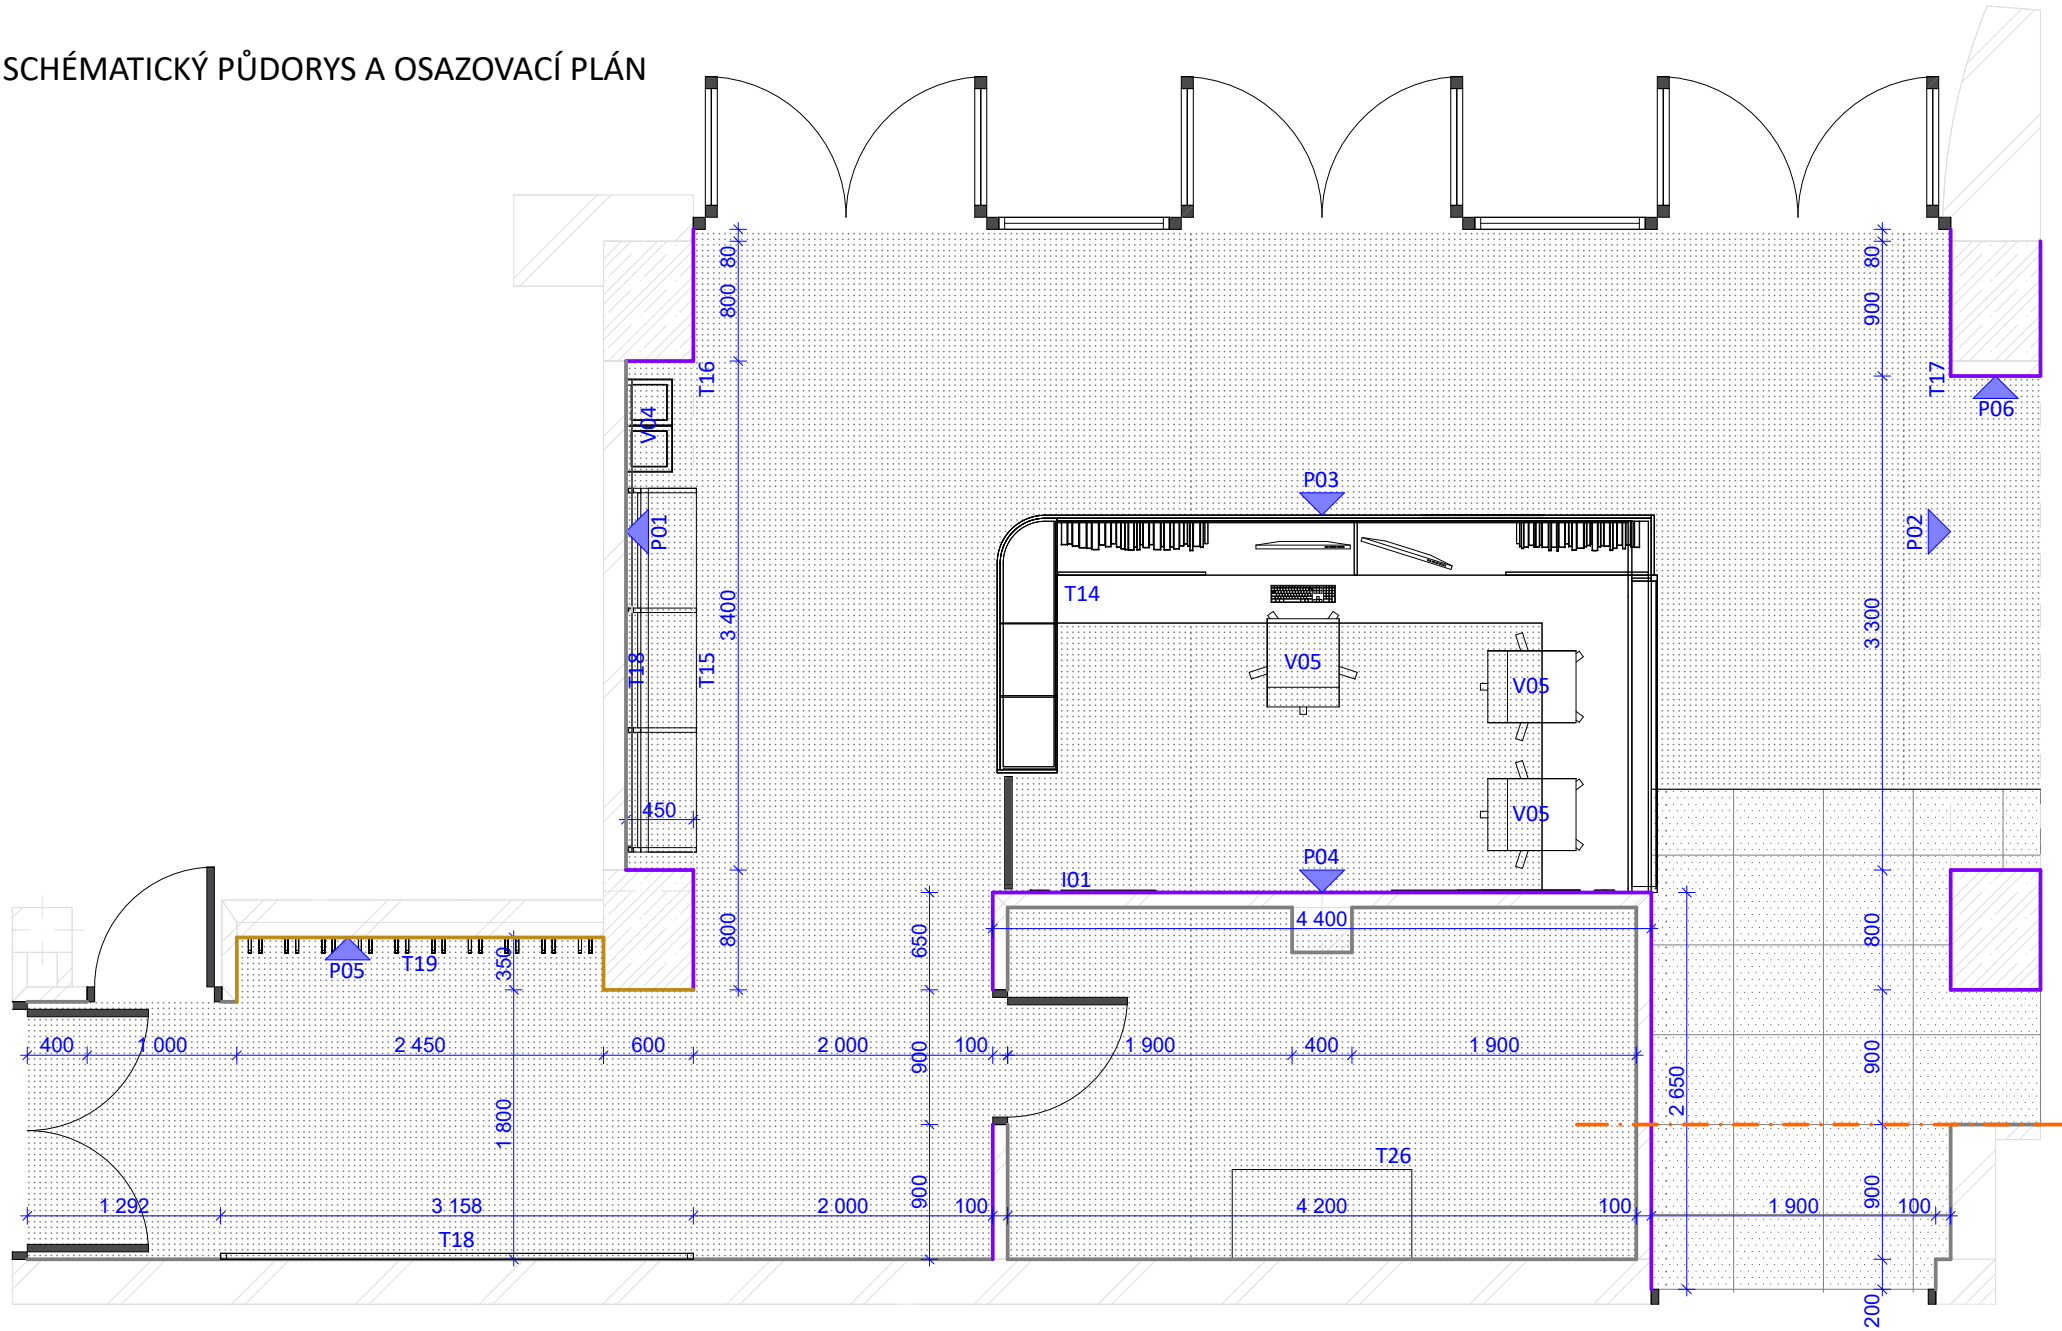 SCHÉMATICKÝ PŮDORYS A OSAZOVACÍ PLÁN
80
80
800
900
T16
T17
V04
P06
P03
P01
P02
T14
3 400
3 300
T18
T15
V05
V05
450
V05
P04
I01
4 400
800
650
800
350
T19
P05
400
1 000
2 450
600
2 000
100
900
1 900
400
1 900
900
2 650
1 800
T26
1 292
3 158
2 000
900
100
4 200
100
1 900
900
100
T18
200